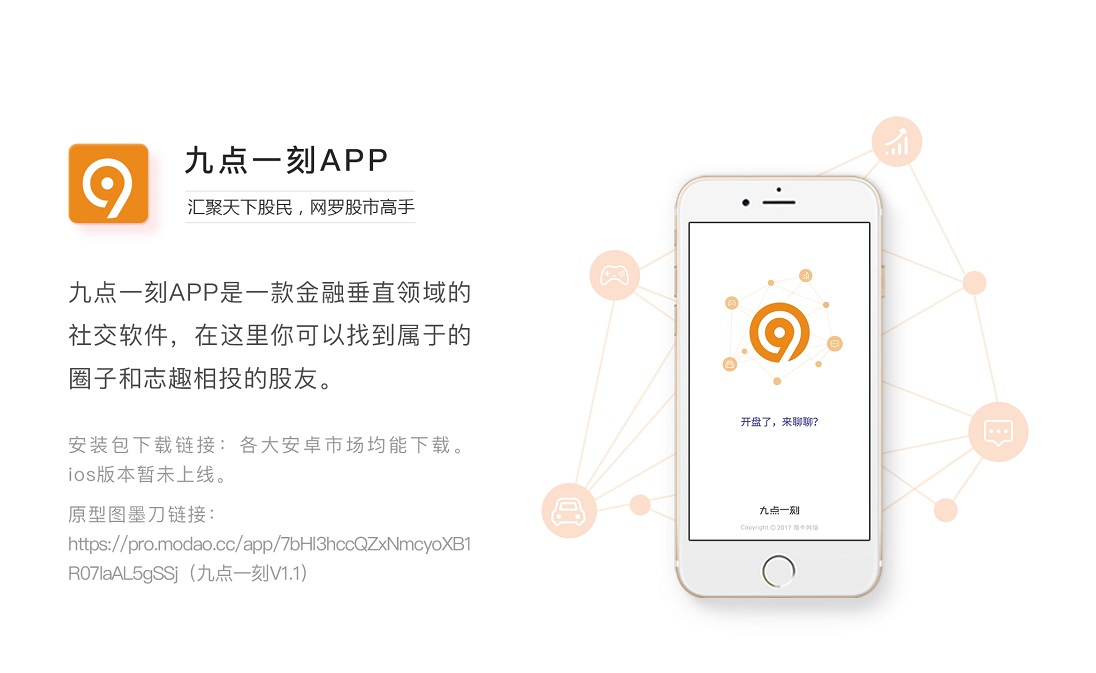 九点一刻APP
汇聚天下股民，网罗股市高手
九点一刻APP是一款金融垂直领域的
社交软件，在这里你可以找到属于的
圈子和志趣相投的股友。
安装包下载链接：各大安卓市场均能下载。
ios版本暂未上线。
原型图墨刀链接：
https://pro.modao.cc/app/7bHI3hccQZxNmcyoXB1
R07laAL5gSSj（九点一刻V1.1）
开盘了，来聊聊？
九点一刻
Copyright © 2017